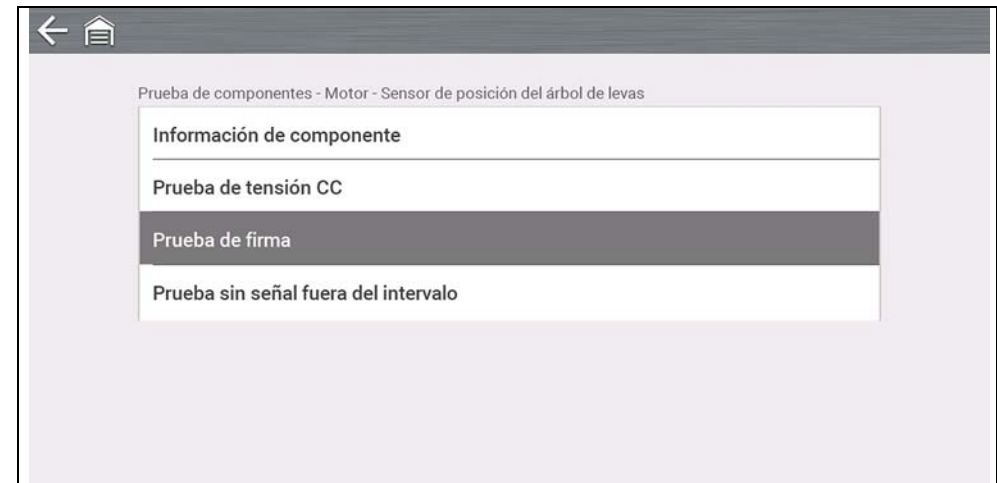 Prueba de componentes - Motor - Sensor de posición del árbol de levas
Información de componente
Prueba de tensión CC
Prueba de firma
Prueba sin señal fuera del intervalo